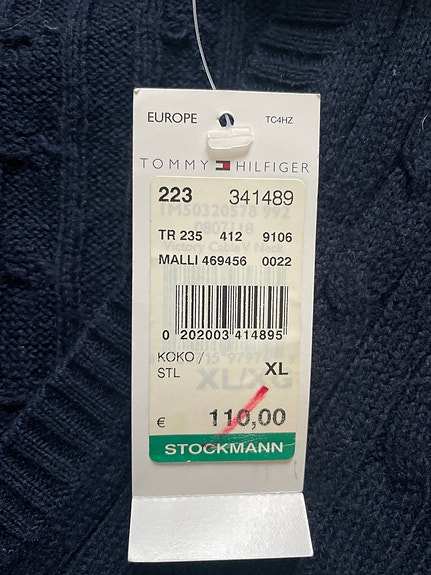 EUROPE TC4HZ
TOMMY HILFIGER
223 341489
TR 235 412 9106
MALLI 469456 0022
0 202003 414895
KOKO /
STL XL
€ 110,00
STOCKMANN